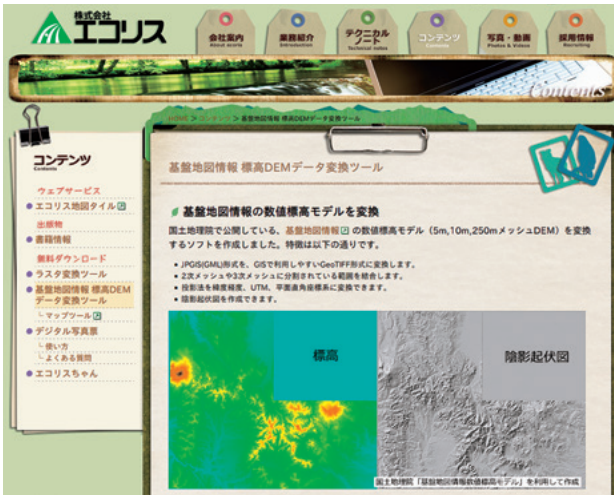 株式会社
エコリス
会社案内
About ecoris
業務紹介
Introduction
テクニカル
ノート
Technical notes
コンテンツ
Contents
写真・動画
Photos & Videos
採用情報
Recruiting
Contents
HOME > コンテンツ > 基盤地図情報 標高DEMデータ変換ツール
コンテンツ
Contents
ウェブサービス
エコリス地図タイル
出版物
書籍情報
無料ダウンロード
ラスタ変換ツール
基盤地図情報 標高DEM
データ変換ツール
マップツール
デジタル写真票
使い方
よくある質問
エコリスちゃん
基盤地図情報 標高DEMデータ変換ツール
基盤地図情報の数値標高モデルを変換
国土地理院で公開している、基盤地図情報 の数値標高モデル(5m,10m,250mメッシュDEM)を変換
するソフトを作成しました。特徴は以下の通りです。
JPGIS(GML)形式を、GISで利用しやすいGeoTIFF形式に変換します。
2次メッシュや3次メッシュに分割されている範囲を結合します。
投影法を緯度経度、UTM、平面直角座標系に変換できます。
陰影起伏図を作成できます。
標高
陰影起伏図
国土地理院「基盤地図情報数値標高モデル」を利用して作成